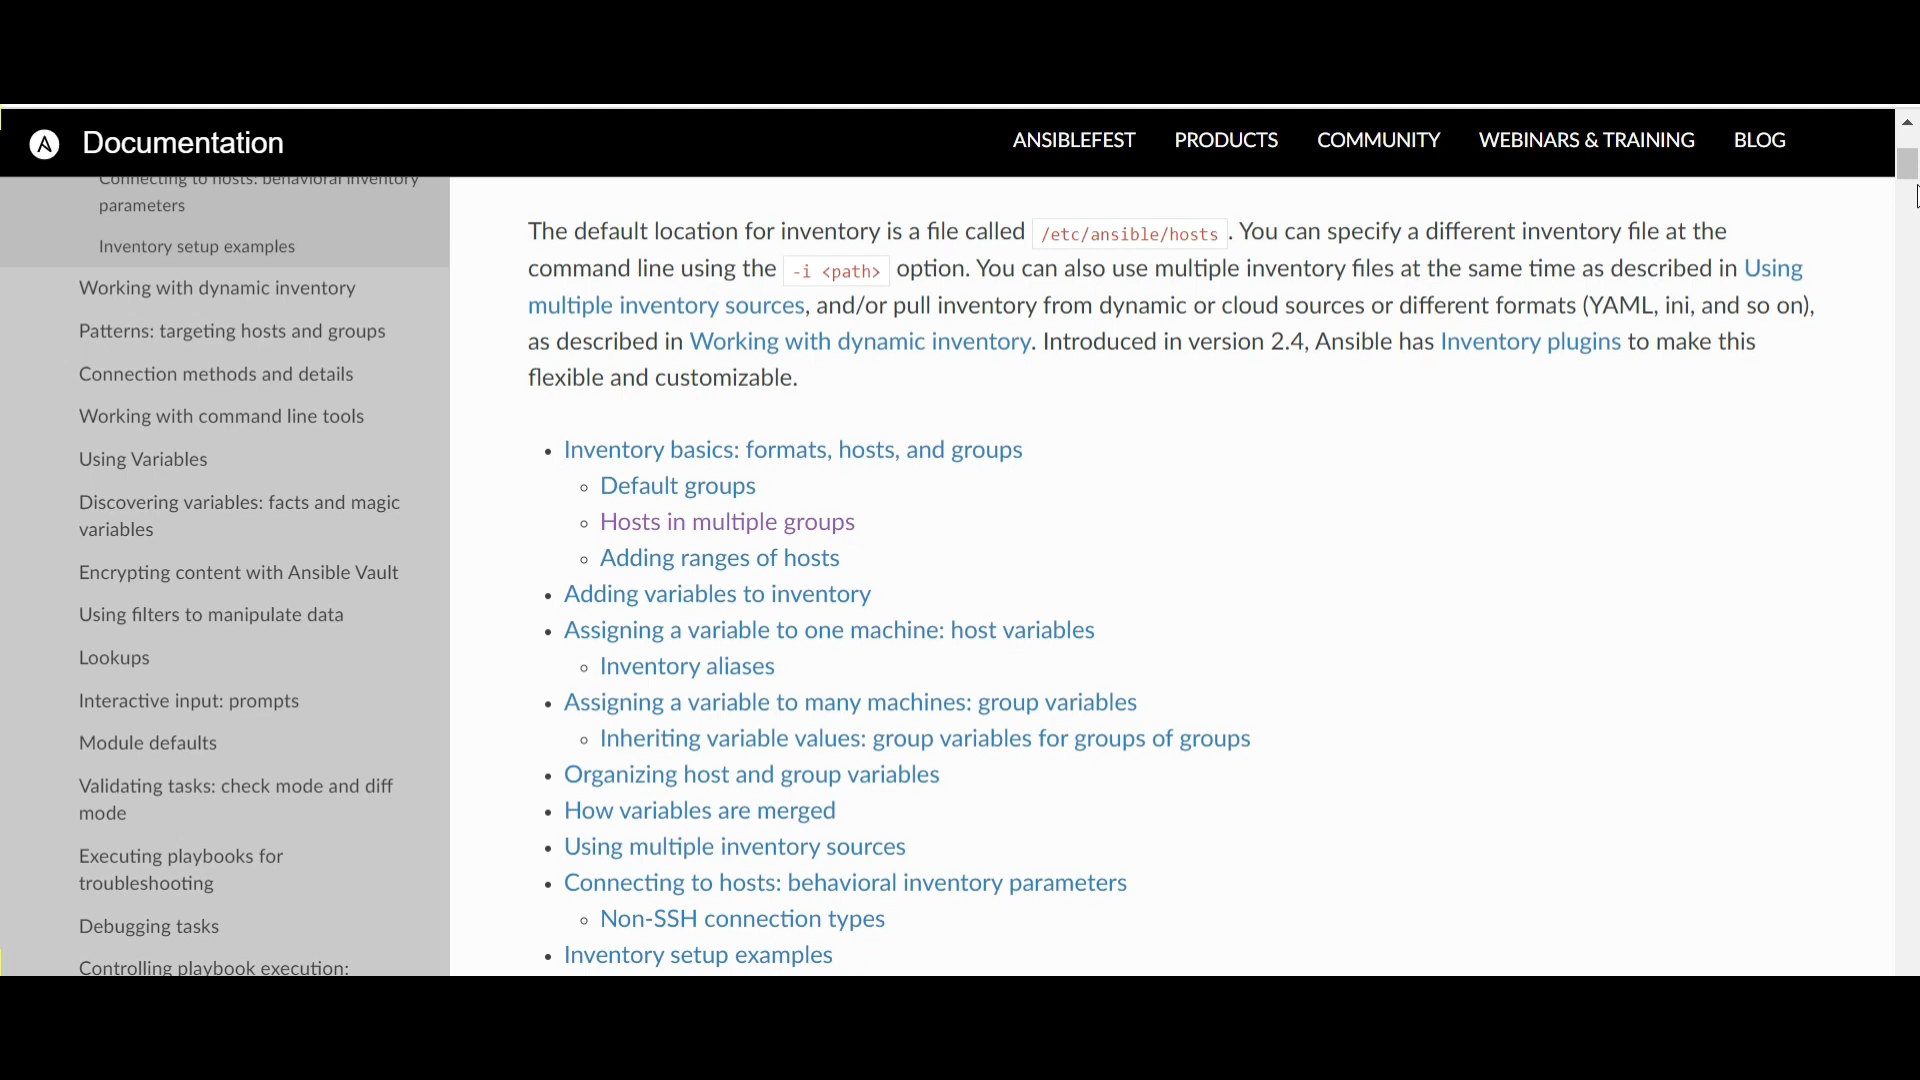 Documentation
ANSIBLEFEST PRODUCTS COMMUNITY WEBINARS & TRAINING BLOG
Connecting to hosts: behavioral inventory
parameters
Inventory setup examples
Working with dynamic inventory
Patterns: targeting hosts and groups
Connection methods and details
Working with command line tools
Using Variables
Discovering variables: facts and magic
variables
Encrypting content with Ansible Vault
Using filters to manipulate data
Lookups
Interactive input: prompts
Module defaults
Validating tasks: check mode and diff
mode
Executing playbooks for
troubleshooting
Debugging tasks
Controlling playbook execution:
The default location for inventory is a file called /etc/ansible/hosts . You can specify a different inventory file at the
command line using the -i <path> option. You can also use multiple inventory files at the same time as described in Using
multiple inventory sources, and/or pull inventory from dynamic or cloud sources or different formats (YAML, ini, and so on),
as described in Working with dynamic inventory. Introduced in version 2.4, Ansible has Inventory plugins to make this
flexible and customizable.
Inventory basics: formats, hosts, and groups
Default groups
Hosts in multiple groups
Adding ranges of hosts
Adding variables to inventory
Assigning a variable to one machine: host variables
Inventory aliases
Assigning a variable to many machines: group variables
Inheriting variable values: group variables for groups of groups
Organizing host and group variables
How variables are merged
Using multiple inventory sources
Connecting to hosts: behavioral inventory parameters
Non-SSH connection types
Inventory setup examples